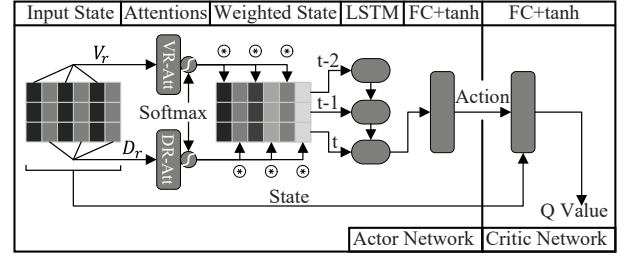 Input State Attentions Weighted State LSTM FC+tanh FC+tanh
V_r
VR-Att
t-2
Softmax
t-1
Action
D_r
DR-Att
t
State
Q Value
Actor Network Critic Network